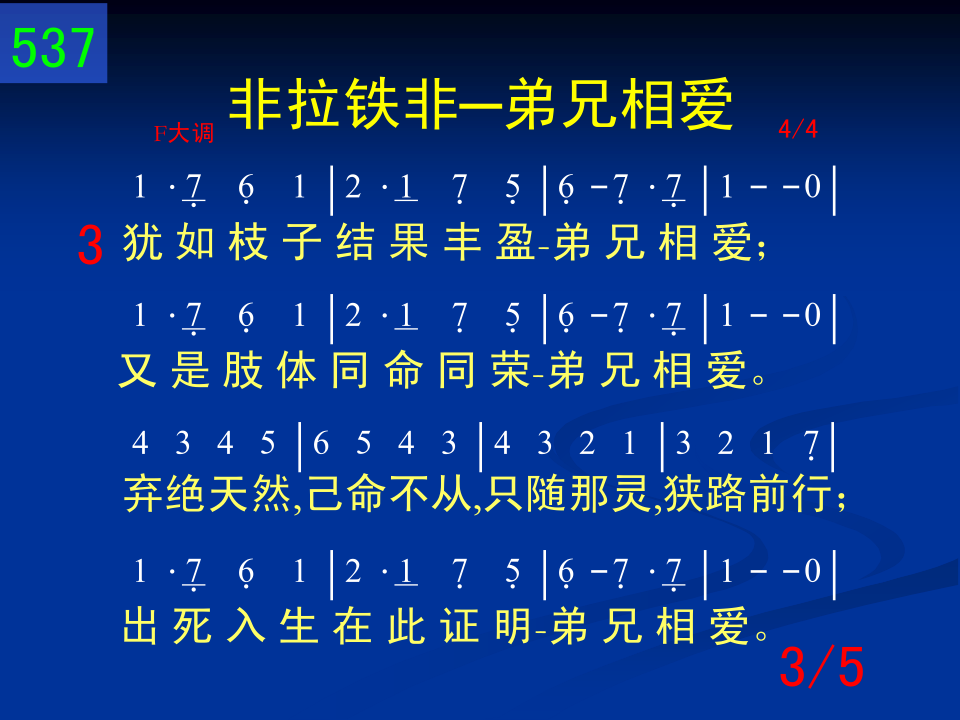 537
非拉铁非—弟兄相爱
F大调 4/4
1 · 7̣ 6̣ 1 | 2 · 1 7̣ 5̣ | 6̣ – 7̣ · 7̣ | 1 – – 0 |
3 犹如枝子结果丰盈-弟兄相爱；
1 · 7̣ 6̣ 1 | 2 · 1 7̣ 5̣ | 6̣ – 7̣ · 7̣ | 1 – – 0 |
又是肢体同命同荣-弟兄相爱。
4 3 4 5 | 6 5 4 3 | 4 3 2 1 | 3 2 1 7̣ |
弃绝天然,己命不从,只随那灵,狭路前行；
1 · 7̣ 6̣ 1 | 2 · 1 7̣ 5̣ | 6̣ – 7̣ · 7̣ | 1 – – 0 |
出死入生在此证明-弟兄相爱。
3/5